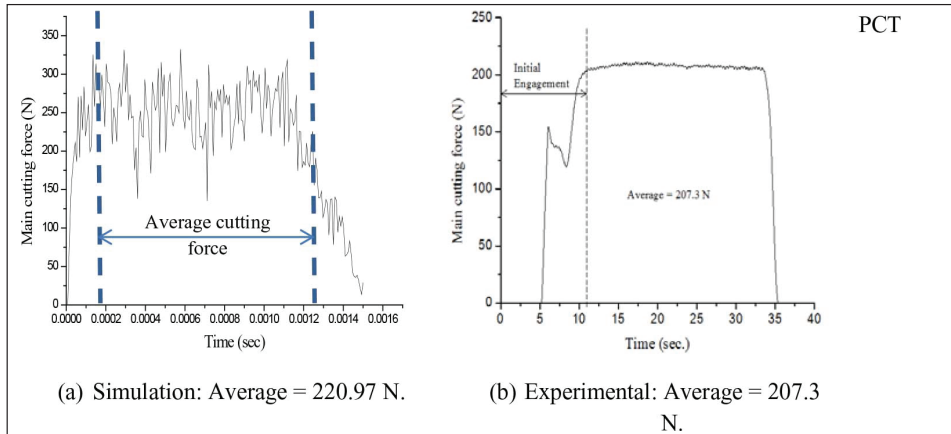 PCT
Main cutting force (N)
350
300
250
200
150
100
50
0
Average cutting
force
0.0000 0.0002 0.0004 0.0006 0.0008 0.0010 0.0012 0.0014 0.0016
Time (sec)
(a) Simulation: Average = 220.97 N.
Main cutting force (N)
250
200
150
100
50
0
Initial
Engagement
Average = 207.3 N
0 5 10 15 20 25 30 35 40
Time (sec.)
(b) Experimental: Average = 207.3
N.